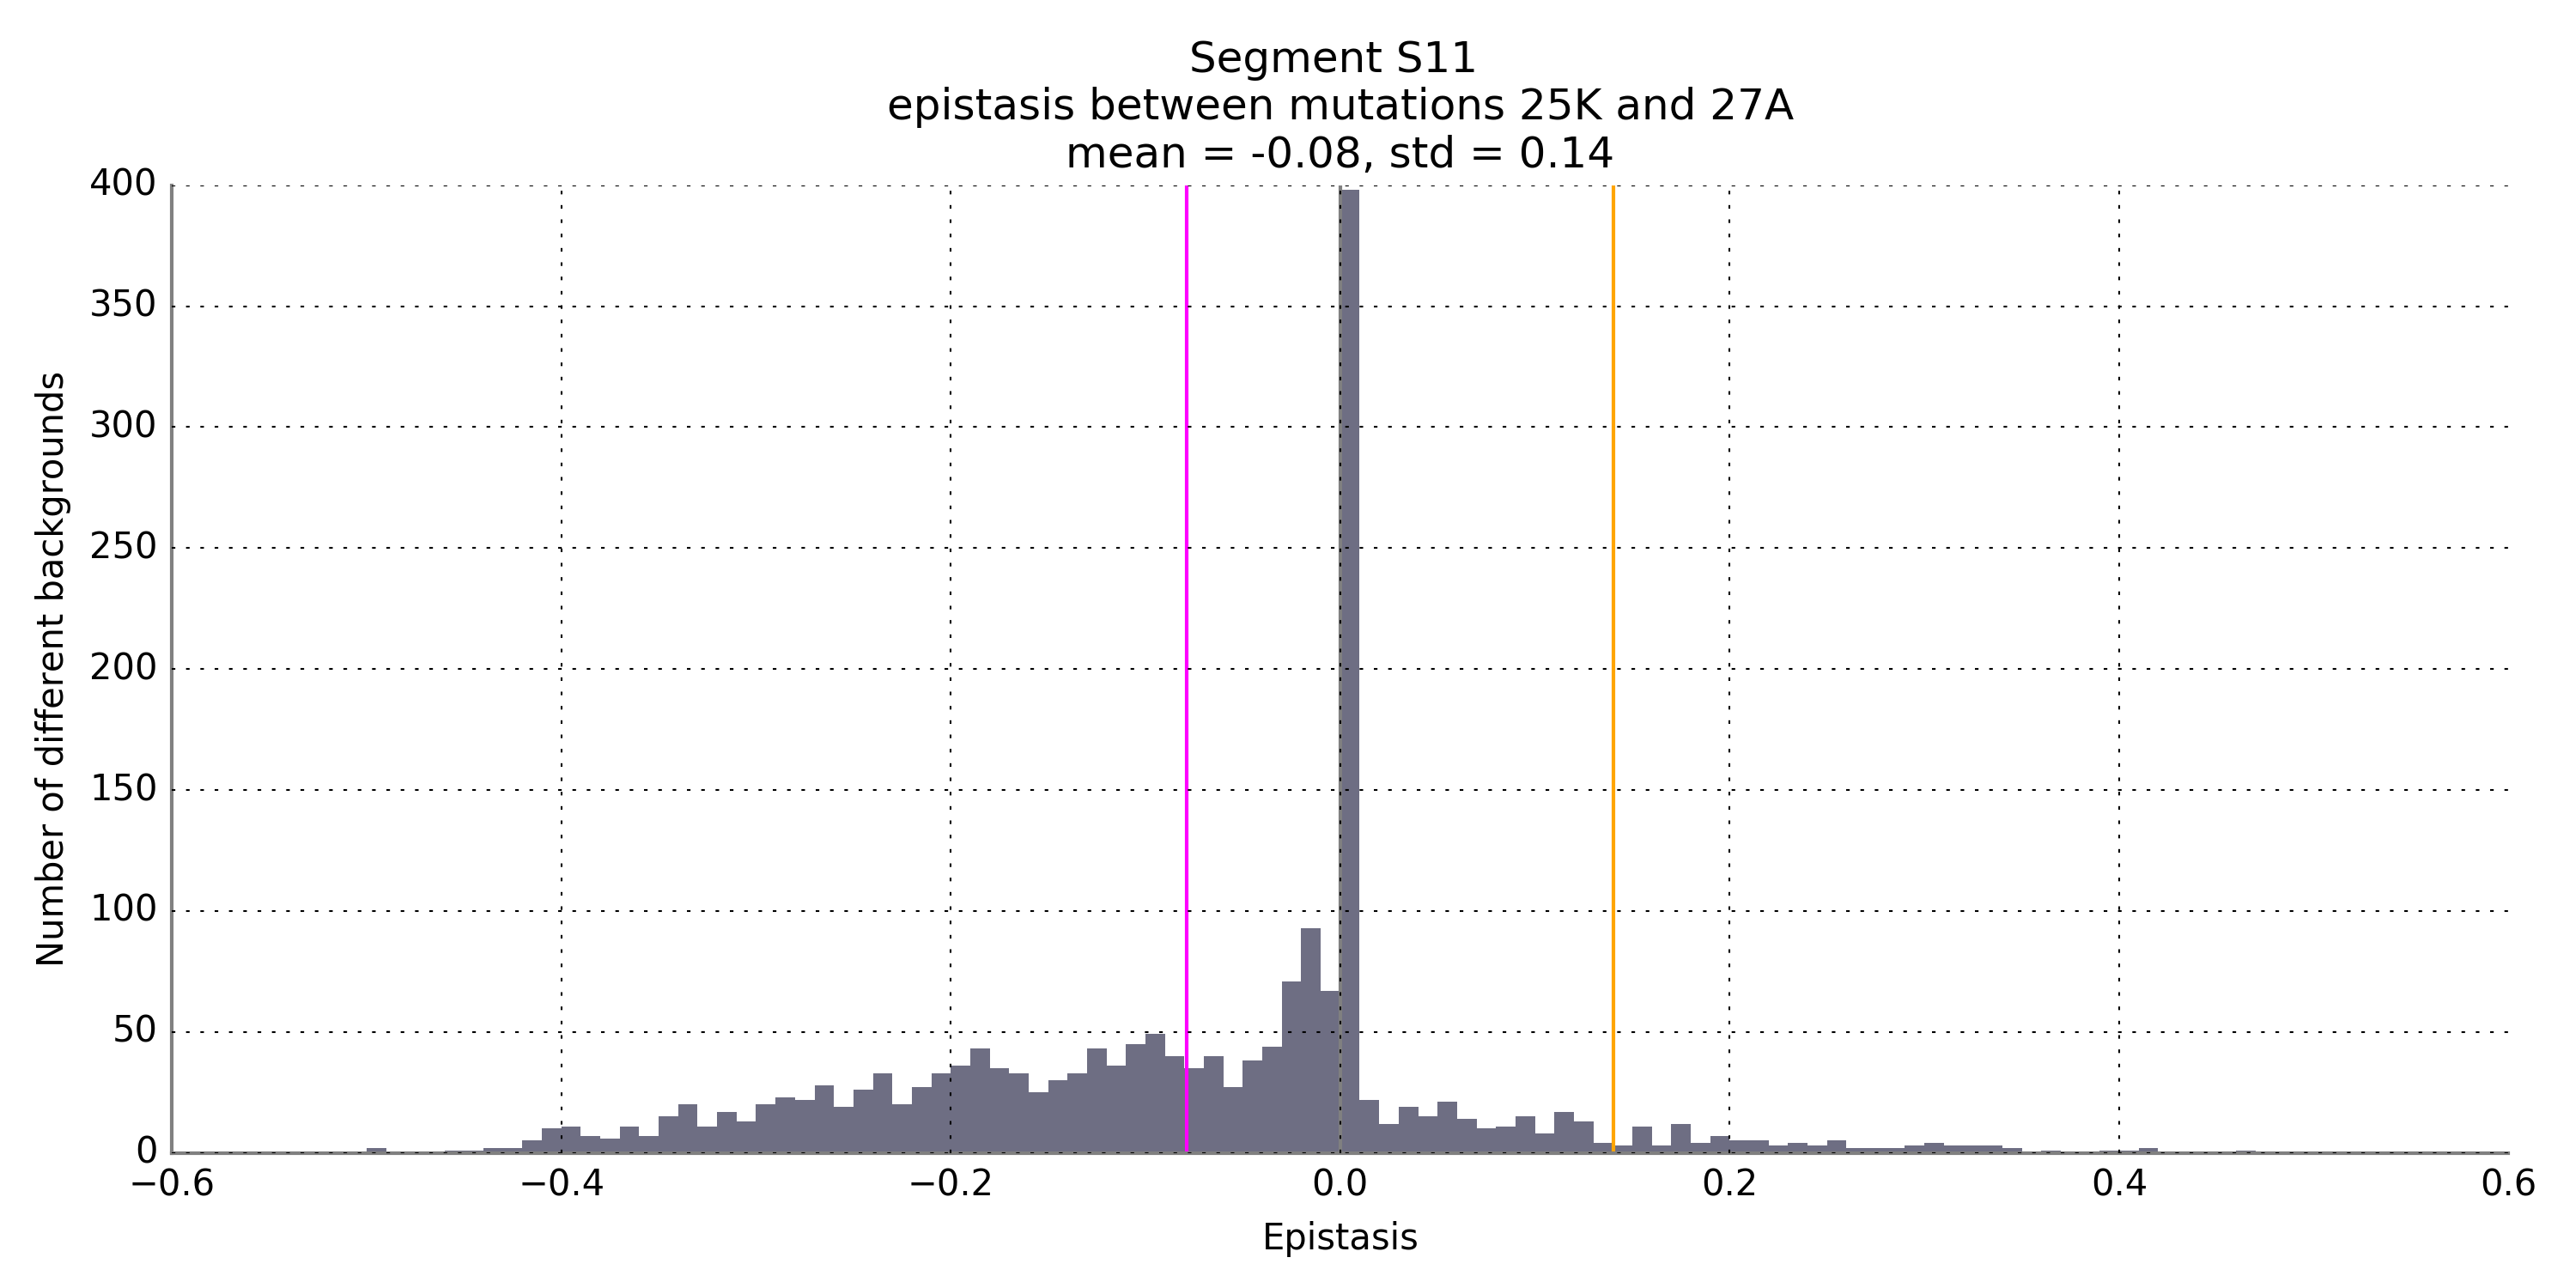 Segment S11
epistasis between mutations 25K and 27A
mean = -0.08, std = 0.14
400
350
300
250
200
150
100
50
0
Number of different backgrounds
−0.6 −0.4 −0.2 0.0 0.2 0.4 0.6
Epistasis